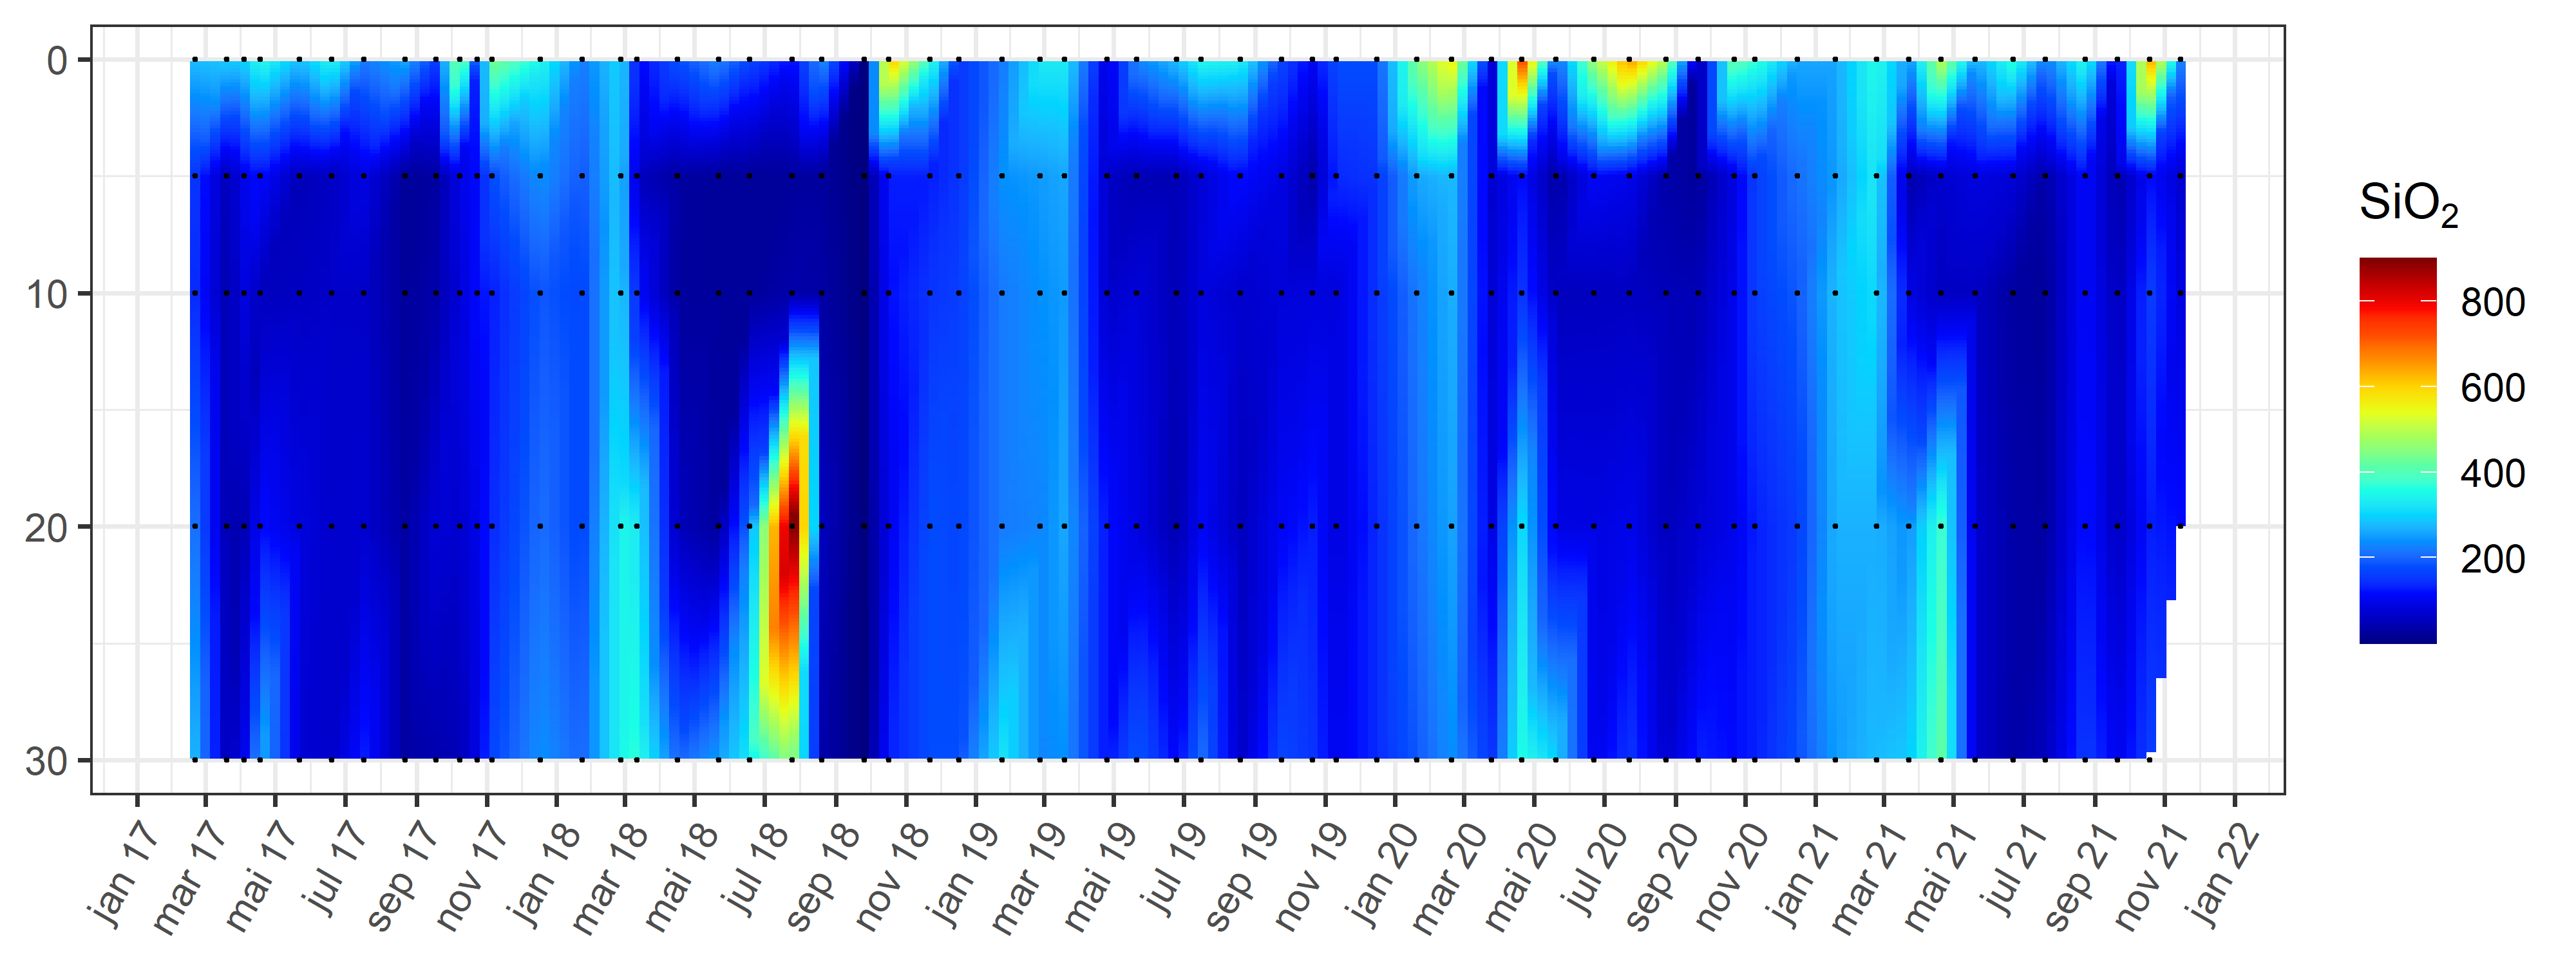 0
10
20
30
jan 17
mar 17
mai 17
jul 17
sep 17
nov 17
jan 18
mar 18
mai 18
jul 18
sep 18
nov 18
jan 19
mar 19
mai 19
jul 19
sep 19
nov 19
jan 20
mar 20
mai 20
jul 20
sep 20
nov 20
jan 21
mar 21
mai 21
jul 21
sep 21
nov 21
jan 22
SiO₂
800
600
400
200